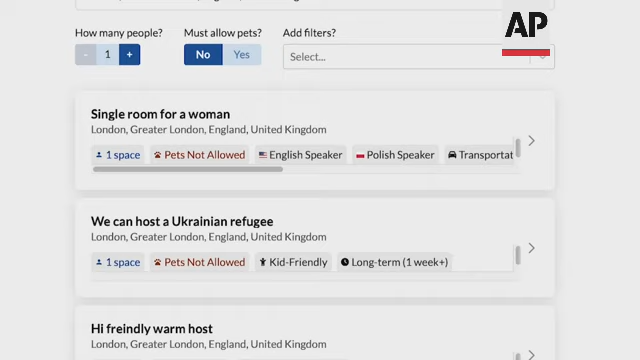 How many people?
Must allow pets?
Add filters?
- 1 +
No Yes
Select...
AP
Single room for a woman
London, Greater London, England, United Kingdom
1 space Pets Not Allowed English Speaker Polish Speaker Transportat
We can host a Ukrainian refugee
London, Greater London, England, United Kingdom
1 space Pets Not Allowed Kid-Friendly Long-term (1 week+)
Hi freindly warm host
London, Greater London, England, United Kingdom